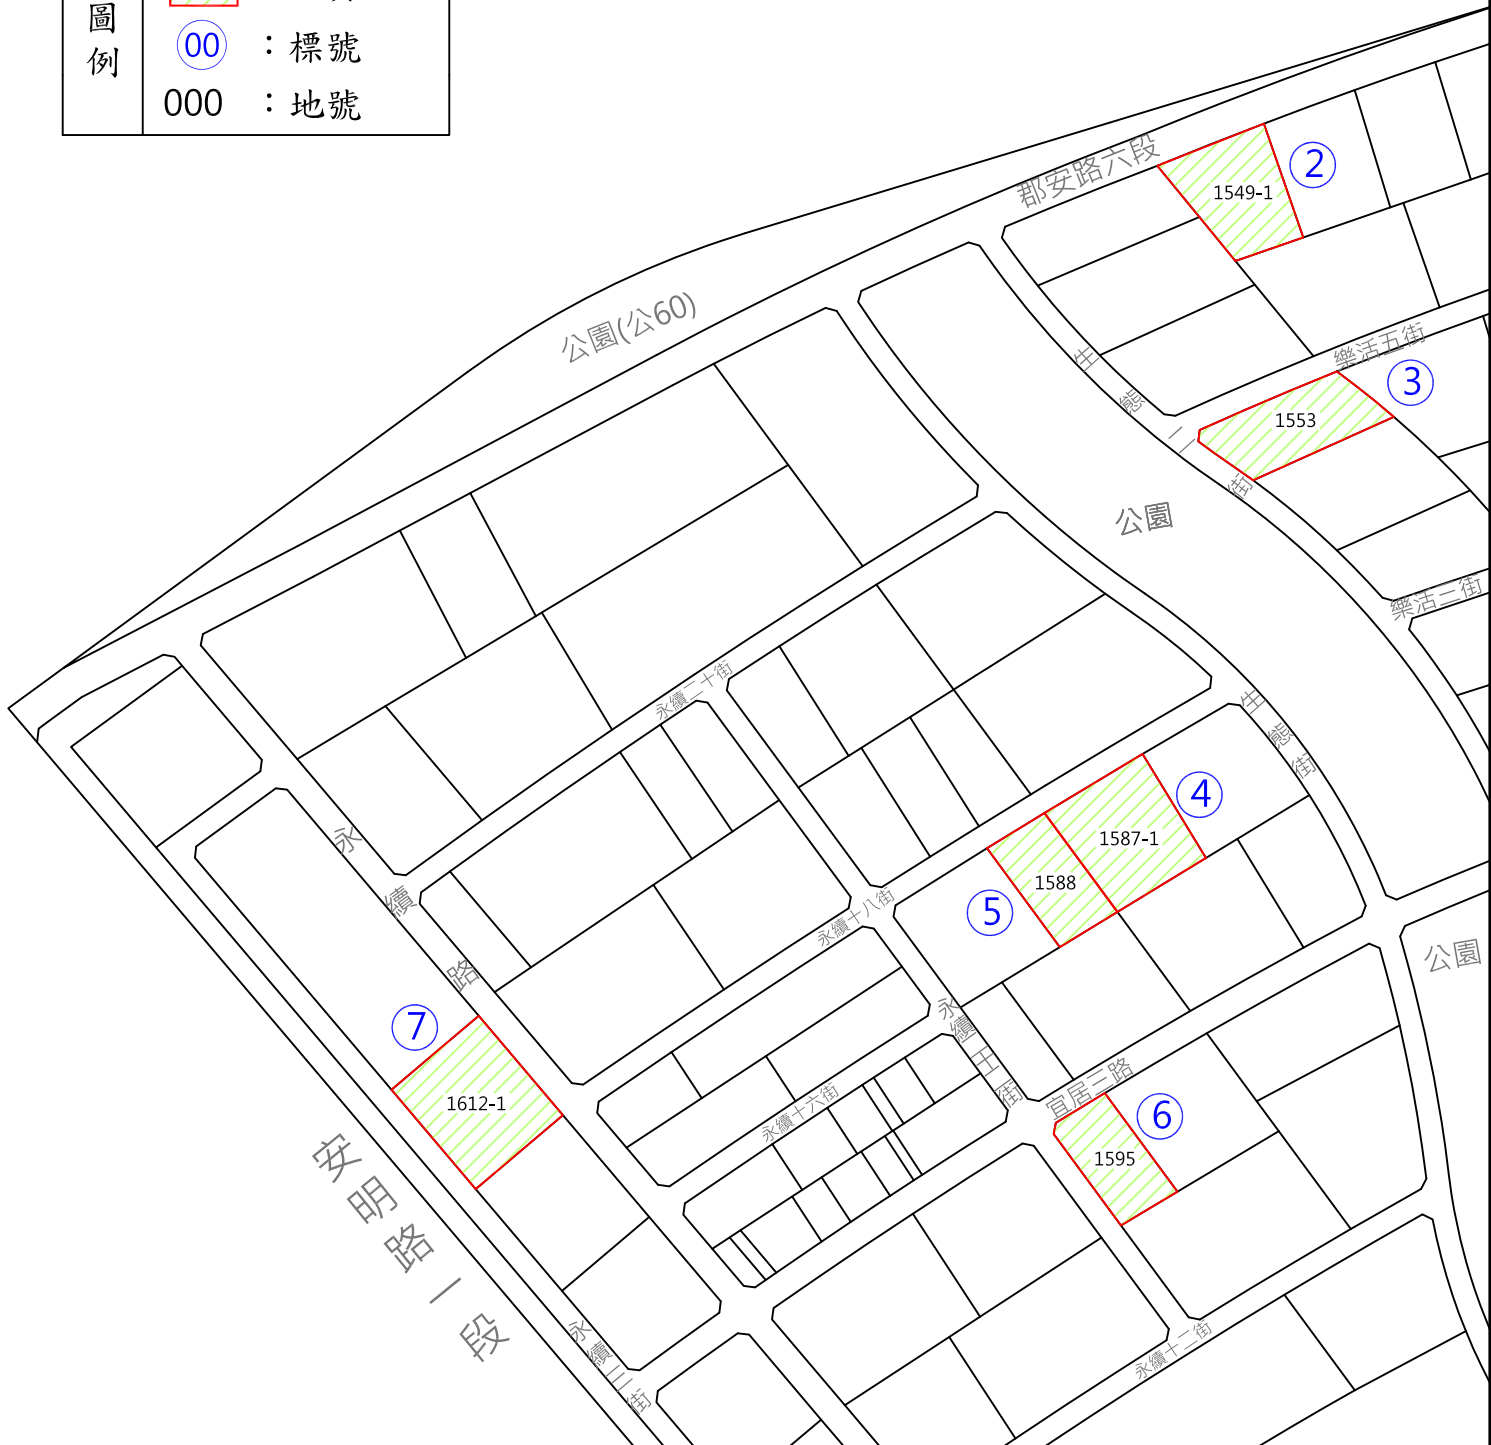 圖例
00 ：標號
000 ：地號
郡安路六段
②
1549-1
公園(公60)
樂活五街
③
1553
生態二街
公園
樂活二街
永續二十街
生態街
④
1587-1
1588
⑤
永續路
永續十八街
公園
⑦
1612-1
永續五街
宜居三路
⑥
1595
永續十六街
安明路一段
永續三街
永續十二街